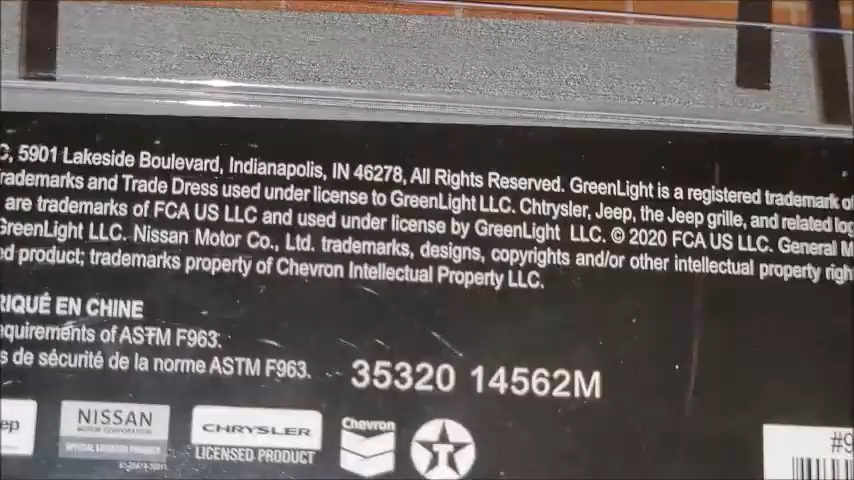 C, 5901 Lakeside Boulevard, Indianapolis, IN 46278, All Rights Reserved. GreenLight is a registered trademark of
rademarks and Trade Dress used under license to GreenLight LLC. Chtrysler, Jeep, the Jeep grille, and related log
are trademarks of FCA US LLC and used under license by GreenLight LLC. © 2020 FCA US LLC. General M
GreenLight LLC. Nissan Motor Co., Ltd. trademarks, designs, copyrights and/or other intellectual property righ
d product; trademarks property of Chevron Intellectual Property LLC.
RIQUÉ EN CHINE
equirements of ASTM F963.
s de sécurité de la norme ASTM F963.
35320 14562M
ep
NISSAN
MOTOR CORPORATION
OFFICIAL LICENSED PRODUCT
CHRYSLER
LICENSED PRODUCT
Chevron
T
#9